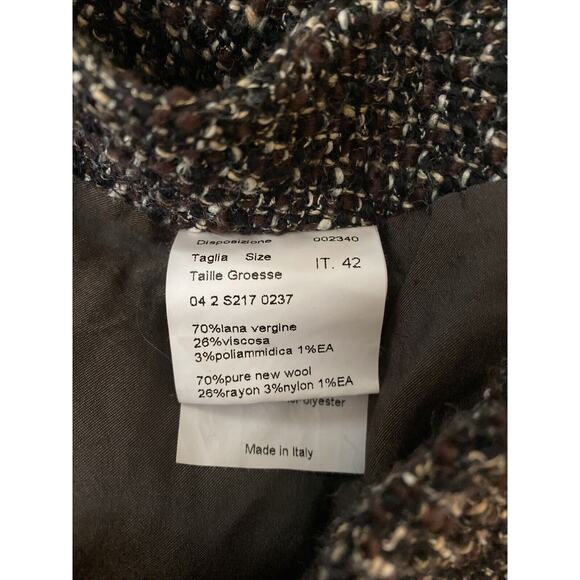 Disposizione 002340
Taglia Size IT. 42
Taille Groesse
04 2 S217 0237
70%lana vergine
26%viscosa
3%poliammidica 1%EA
70%pure new wool
26%rayon 3%nylon 1%EA
Made in Italy